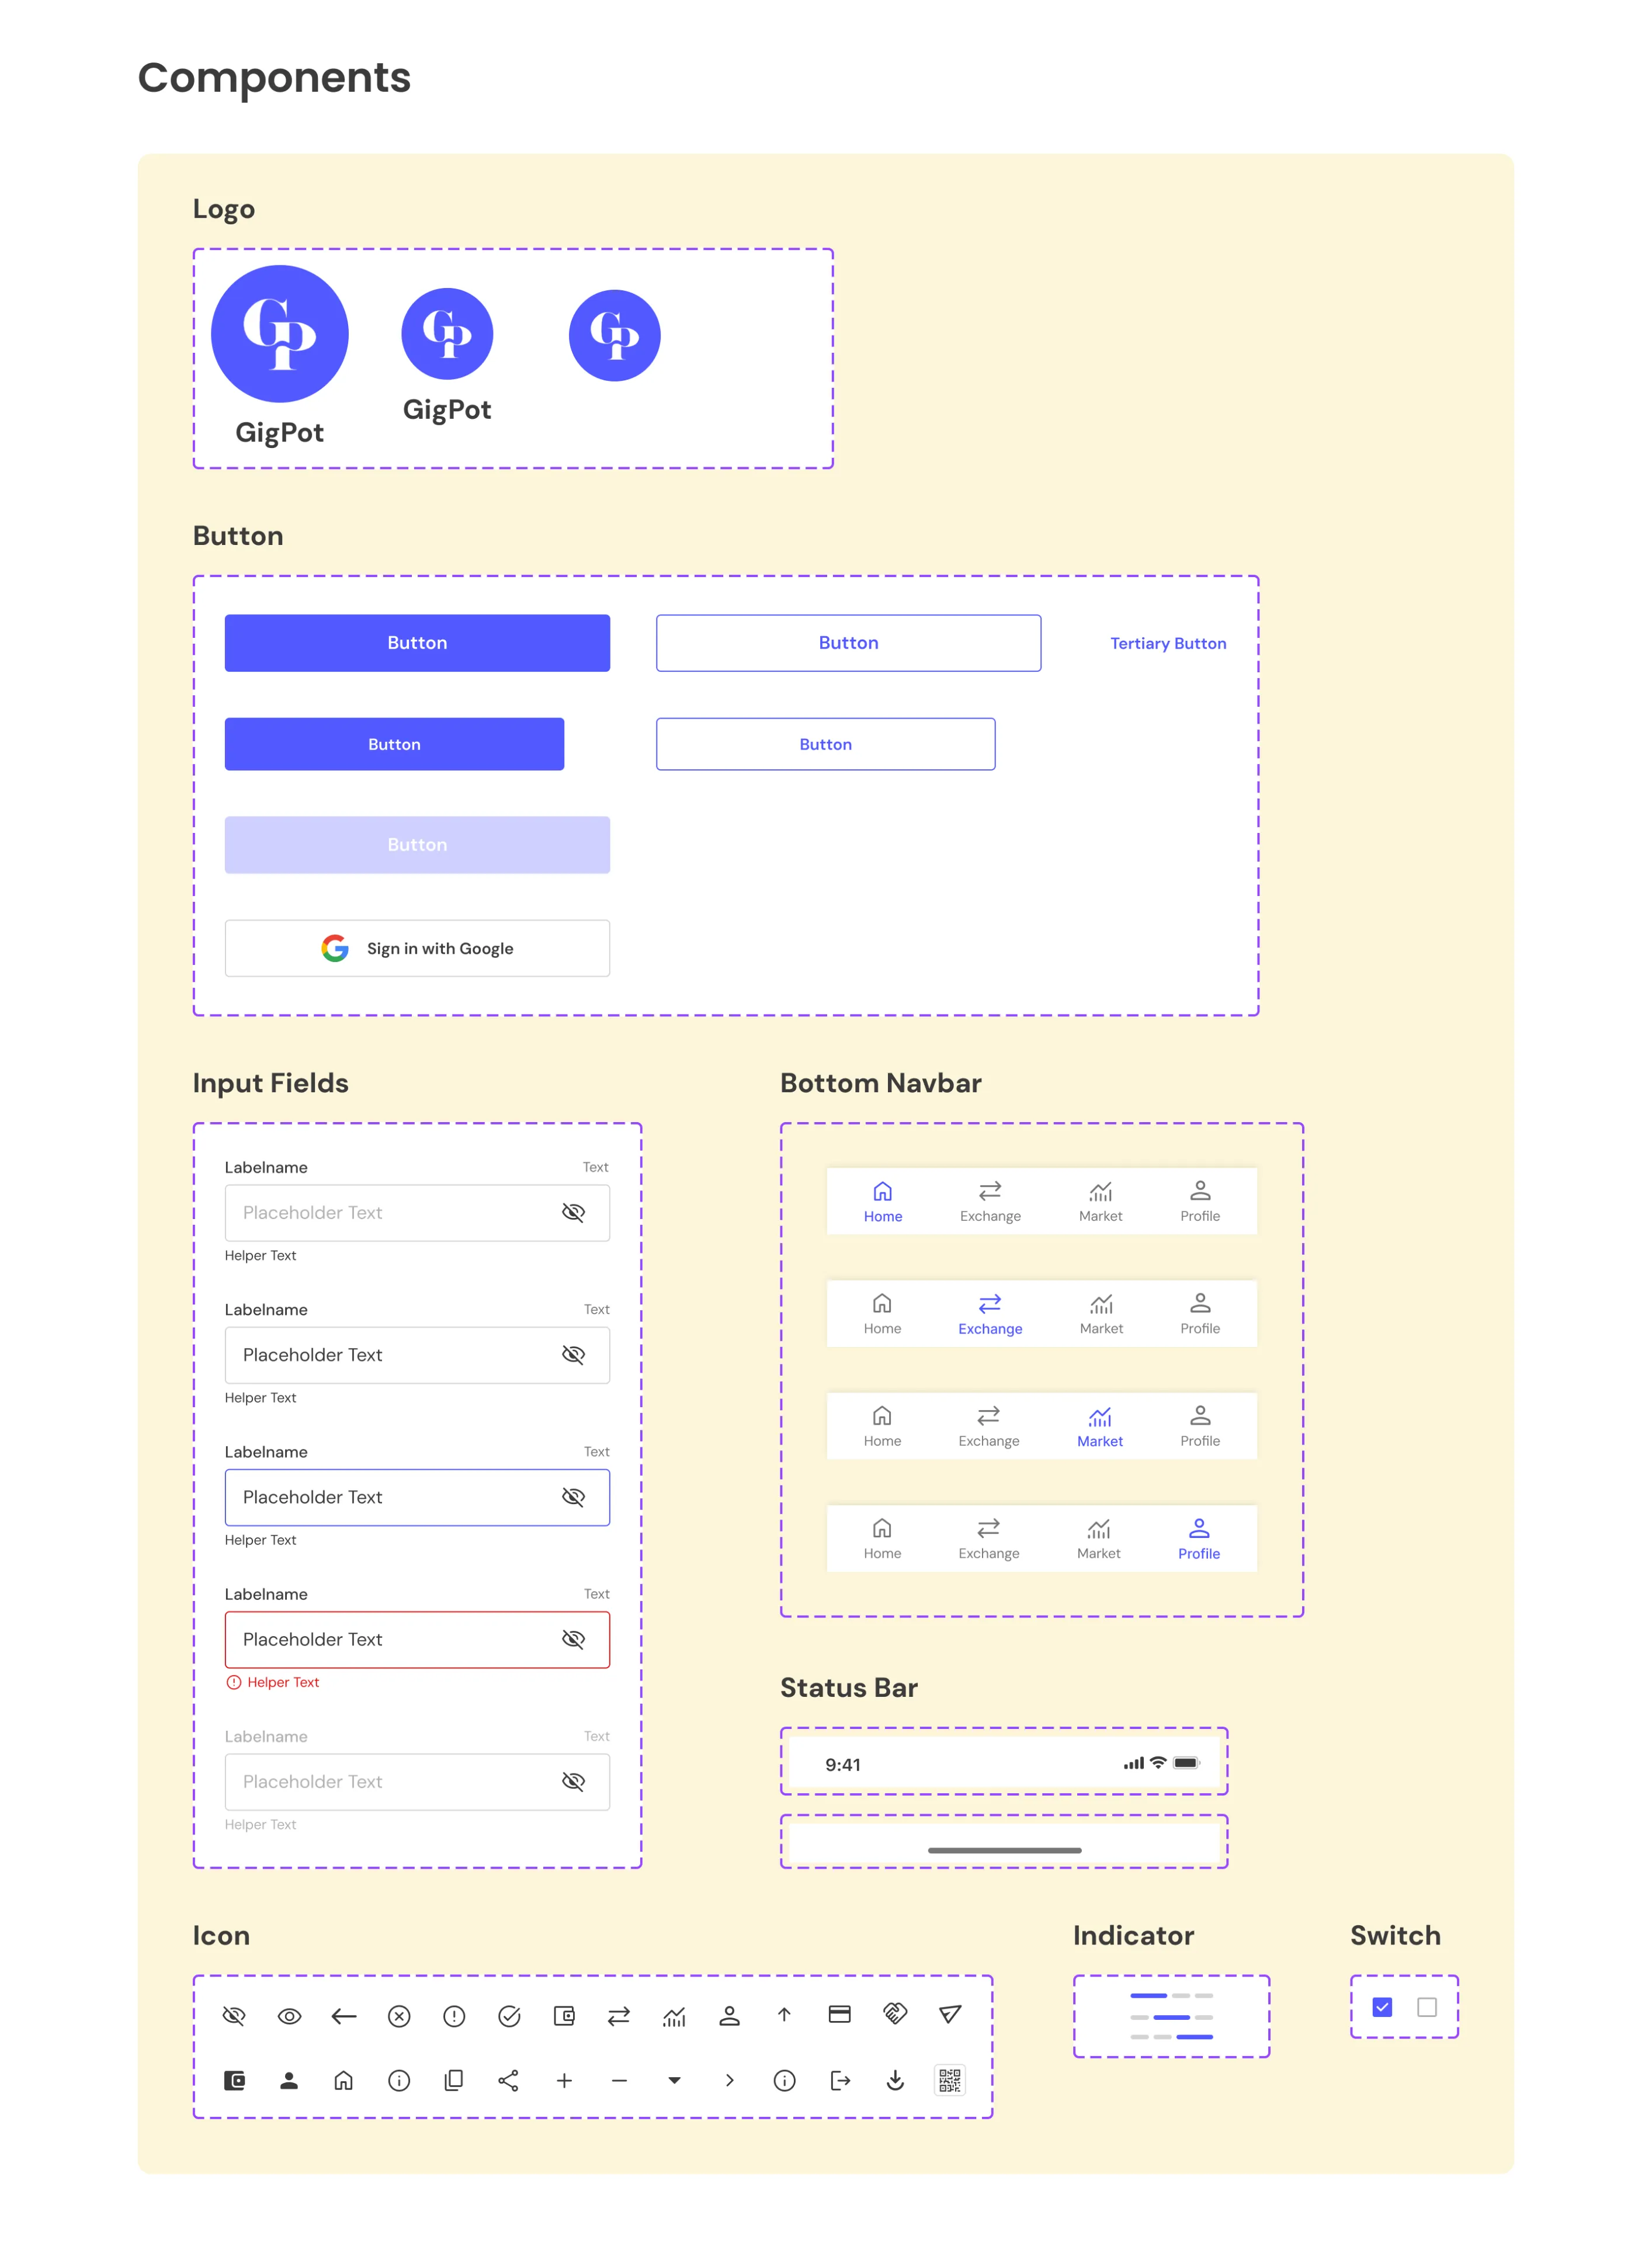 Components
Logo
GP
GigPot
GP
GigPot
GP
Button
Button
Button
Tertiary Button
Button
Button
Button
Sign in with Google
Input Fields
Labelname
Text
Placeholder Text
Helper Text
Labelname
Text
Placeholder Text
Helper Text
Labelname
Text
Placeholder Text
Helper Text
Labelname
Text
Placeholder Text
Helper Text
Labelname
Text
Placeholder Text
Helper Text
Bottom Navbar
Home Exchange Market Profile
Home Exchange Market Profile
Home Exchange Market Profile
Home Exchange Market Profile
Status Bar
9:41
Icon
Indicator
Switch